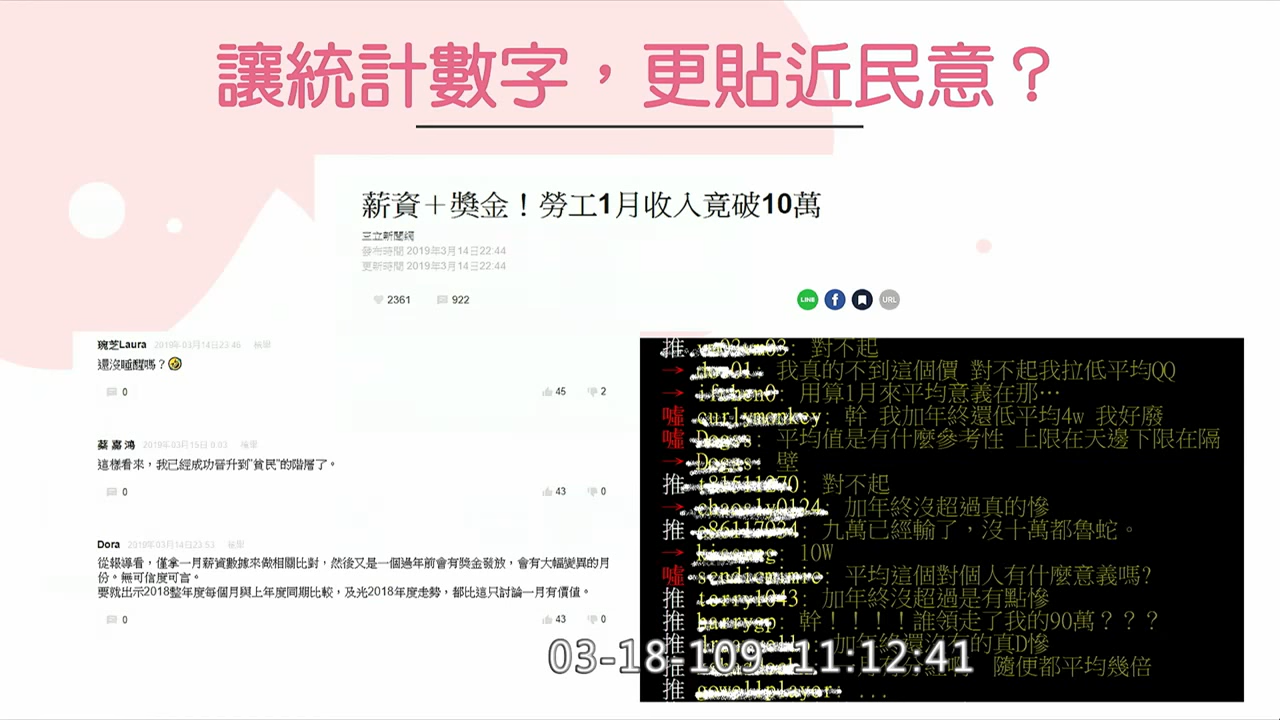 讓統計數字，更貼近民意？
薪資＋獎金！勞工1月收入竟破10萬
三立新聞網
發布時間 2019年3月14日22:44
更新時間 2019年3月14日22:44
2361 922
LINE f URL
琬芝Laura 2019年03月14日23:46 檢舉
還沒睡醒嗎？🤣
0 45 2
蔡嘉鴻 2019年03月15日 0:03 檢舉
這樣看來，我已經成功晉升到"貧民"的階層了。
0 43 0
Dora 2019年03月14日23:53 檢舉
從報導看，僅拿一月薪資數據來做相關比對，然後又是一個過年前會有獎金發放，會有大幅變異的月
份。無可信度可言。
要就出示2018整年度每個月與上年度同期比較，及光2018年度走勢，都比這只討論一月有價值。
0 43 0
推 : 對不起
→ : 我真的不到這個價 對不起我拉低平均QQ
→ : 用算1月來平均意義在那…
噓 curlymonkey: 幹 我加年終還低平均4w 我好廢
噓 : 平均值是有什麼參考性 上限在天邊下限在隔
→ : 壁
推 : 對不起
→ : 加年終沒超過真的慘
推 : 九萬已經輸了，沒十萬都魯蛇。
→ : 10W
噓 : 平均這個對個人有什麼意義嗎?
推 : 加年終沒超過是有點慘
推 : 幹！！！！誰領走了我的90萬？？？
推 : 加年終還沒有的真D慘
推 隨便都平均幾倍
推 gowellplayer: ...
03-18-109 11:12:41